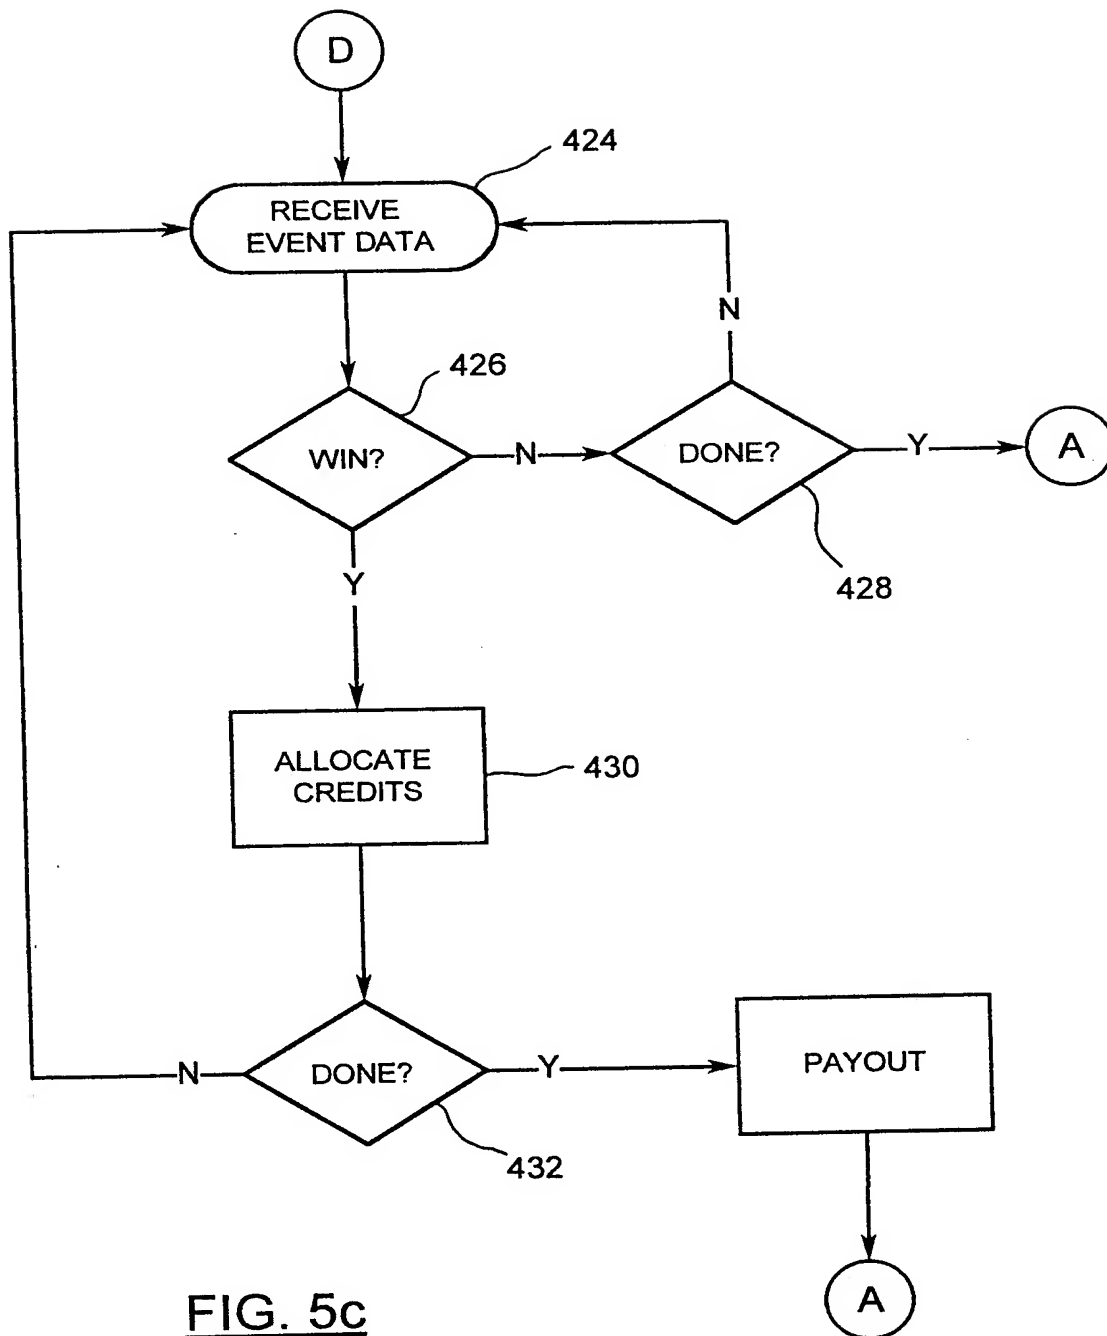 D
424
RECEIVE
EVENT DATA
N
426
WIN?
N
DONE?
Y
A
428
Y
ALLOCATE
CREDITS
430
N
DONE?
Y
PAYOUT
432
A
FIG. 5c